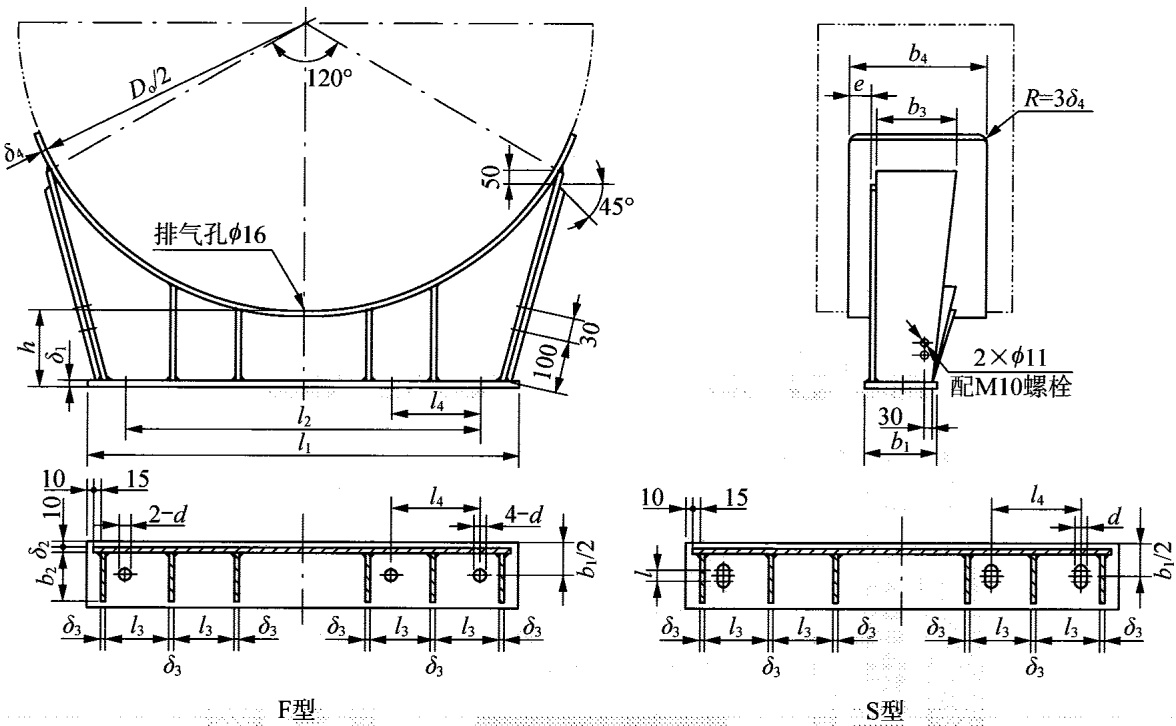 Dₒ/2
120°
δ₄
50
45°
排气孔φ16
h
δ₁
30
100
l₄
l₂
l₁
b₄
e
b₃
R=3δ₄
2×φ11
配M10螺栓
30
b₁
10
15
10
2-d
l₄
4-d
δ₂
b₂
b₁/2
δ₃
l₃
l₃
δ₃
δ₃
l₃
l₃
δ₃
δ₃
δ₃
F型
10
15
l₄
d
l
b₁/2
δ₃
l₃
l₃
δ₃
δ₃
l₃
l₃
δ₃
δ₃
δ₃
S型